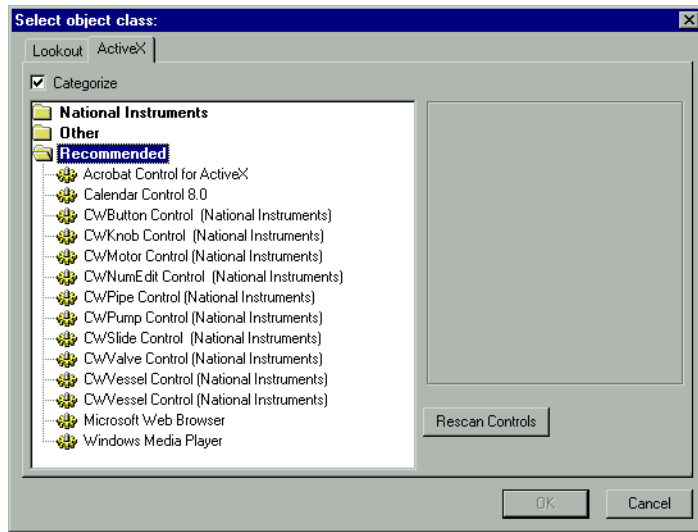 Select object class:
Lookout
ActiveX
Categorize
National Instruments
Other
Recommended
Acrobat Control for ActiveX
Calendar Control 8.0
CWButton Control  (National Instruments)
CWKnob Control  (National Instruments)
CWMotor Control (National Instruments)
CWNumEdit Control  (National Instruments)
CWPipe Control (National Instruments)
CWPump Control (National Instruments)
CWSlide Control  (National Instruments)
CWValve Control (National Instruments)
CWVessel Control (National Instruments)
CWVessel Control (National Instruments)
Microsoft Web Browser
Windows Media Player
Rescan Controls
OK
Cancel